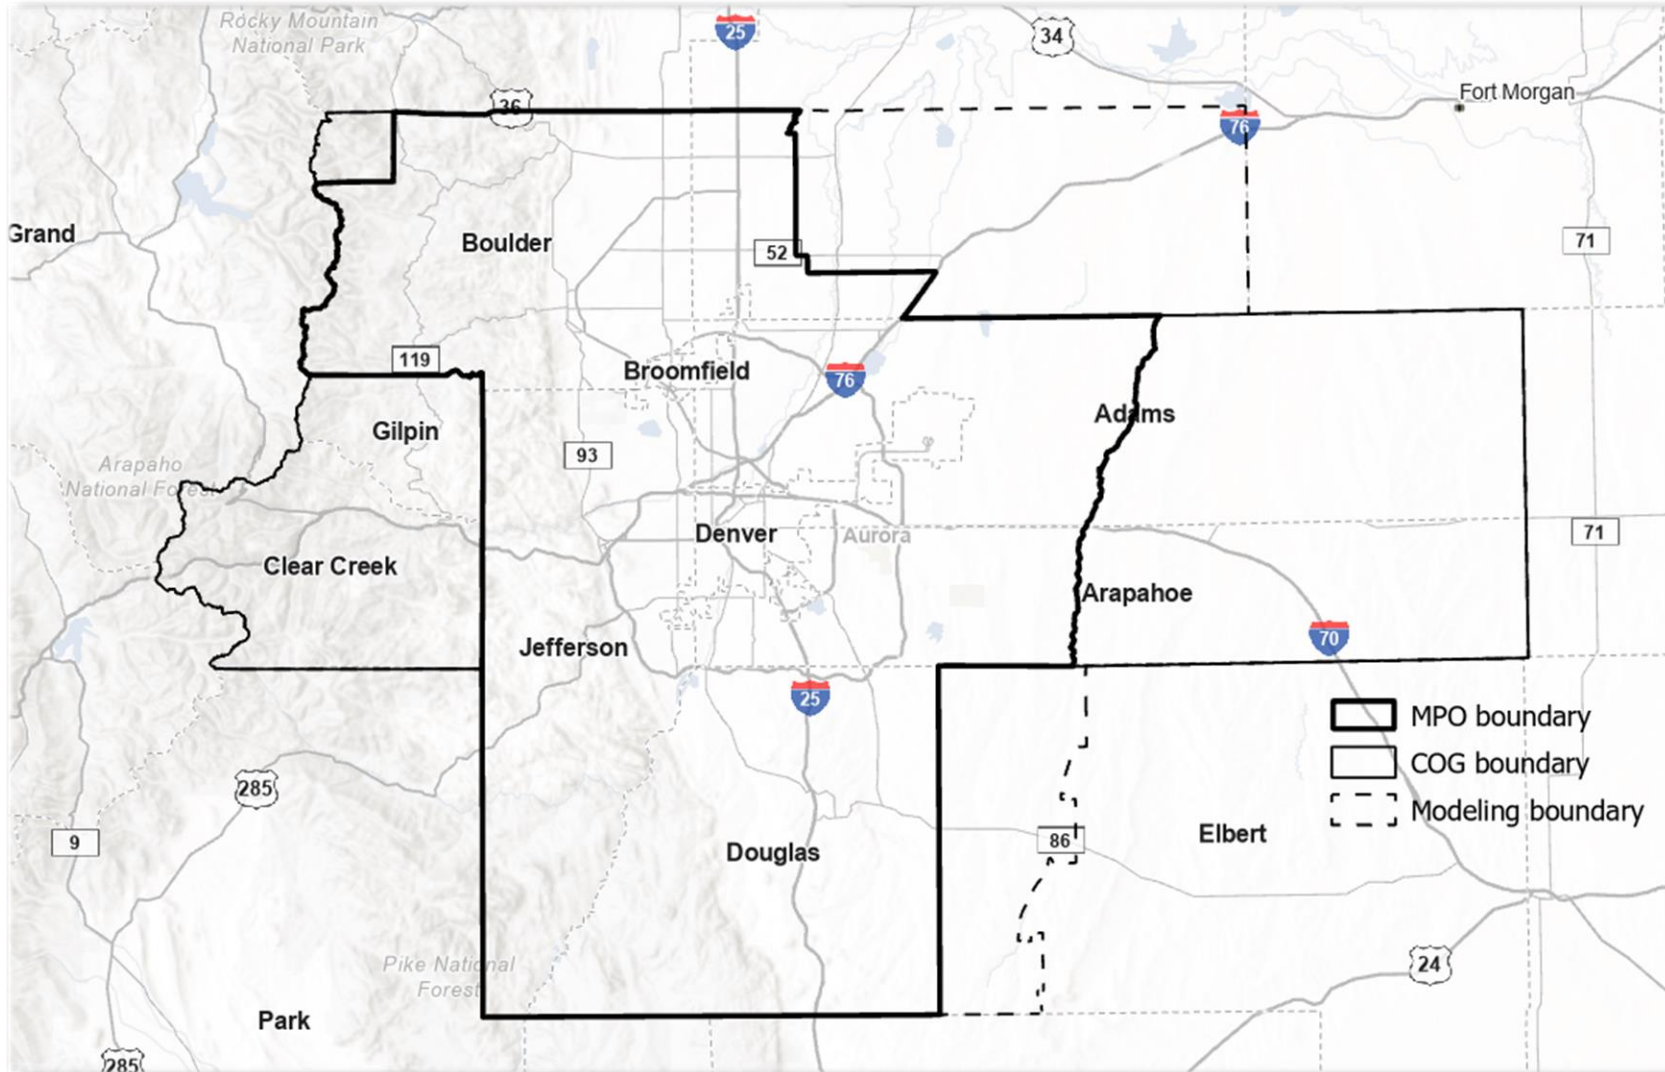 Rocky Mountain
National Park
25
34
36
Fort Morgan
76
Grand
Boulder
52
71
119
Broomfield
76
Adams
Gilpin
93
Arapaho
National Forest
Denver
Aurora
71
Clear Creek
Arapahoe
Jefferson
70
25
MPO boundary
COG boundary
Modeling boundary
285
9
86
Elbert
Douglas
Pike National
Forest
24
Park
285